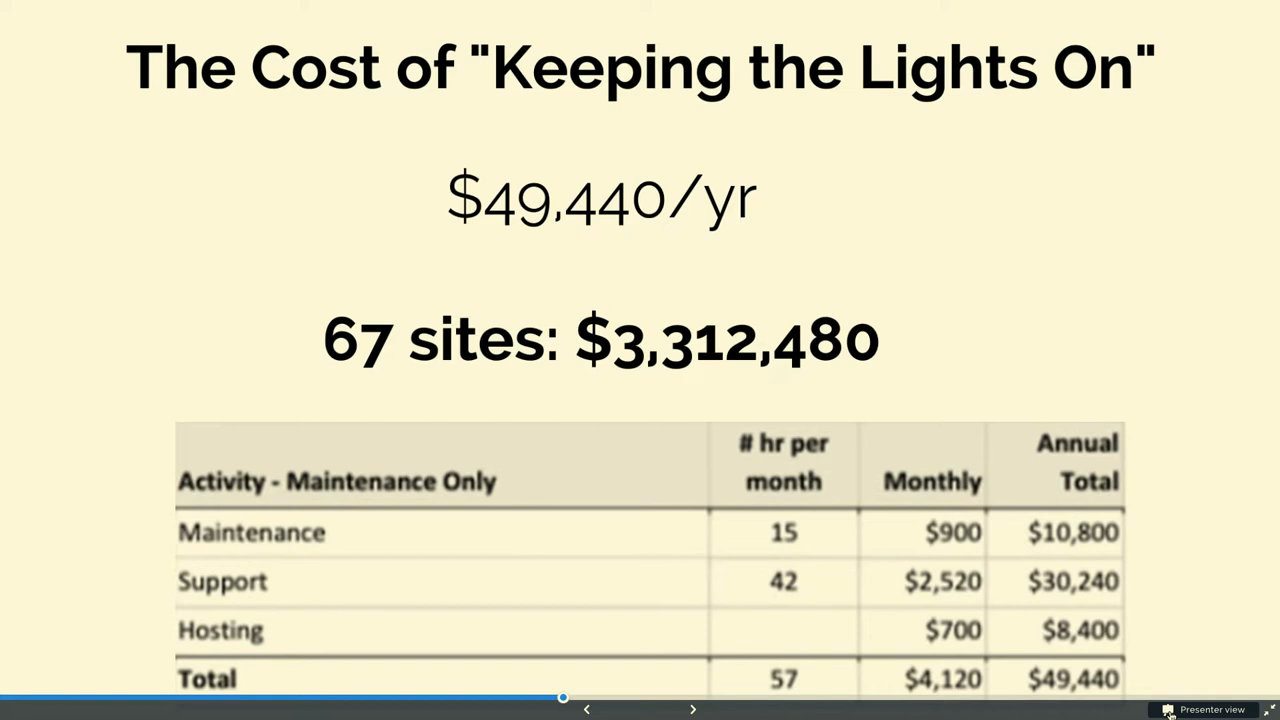 The Cost of "Keeping the Lights On"
$49,440/yr
67 sites: $3,312,480
# hr per Annual
Activity - Maintenance Only month Monthly Total
Maintenance 15 $900 $10,800
Support 42 $2,520 $30,240
Hosting $700 $8,400
Total 57 $4,120 $49,440
Presenter view